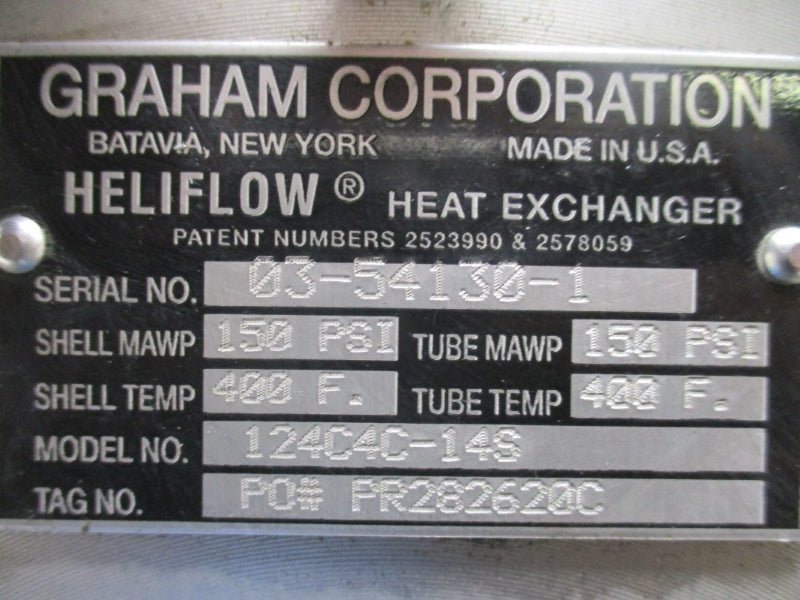 GRAHAM CORPORATION
BATAVIA, NEW YORK MADE IN U.S.A.
HELIFLOW ® HEAT EXCHANGER
PATENT NUMBERS 2523990 & 2578059
SERIAL NO. 03-54130-1
SHELL MAWP 150 PSI TUBE MAWP 150 PSI
SHELL TEMP 400 F. TUBE TEMP 400 F.
MODEL NO. 124C4C-14S
TAG NO. PO# PR282620C